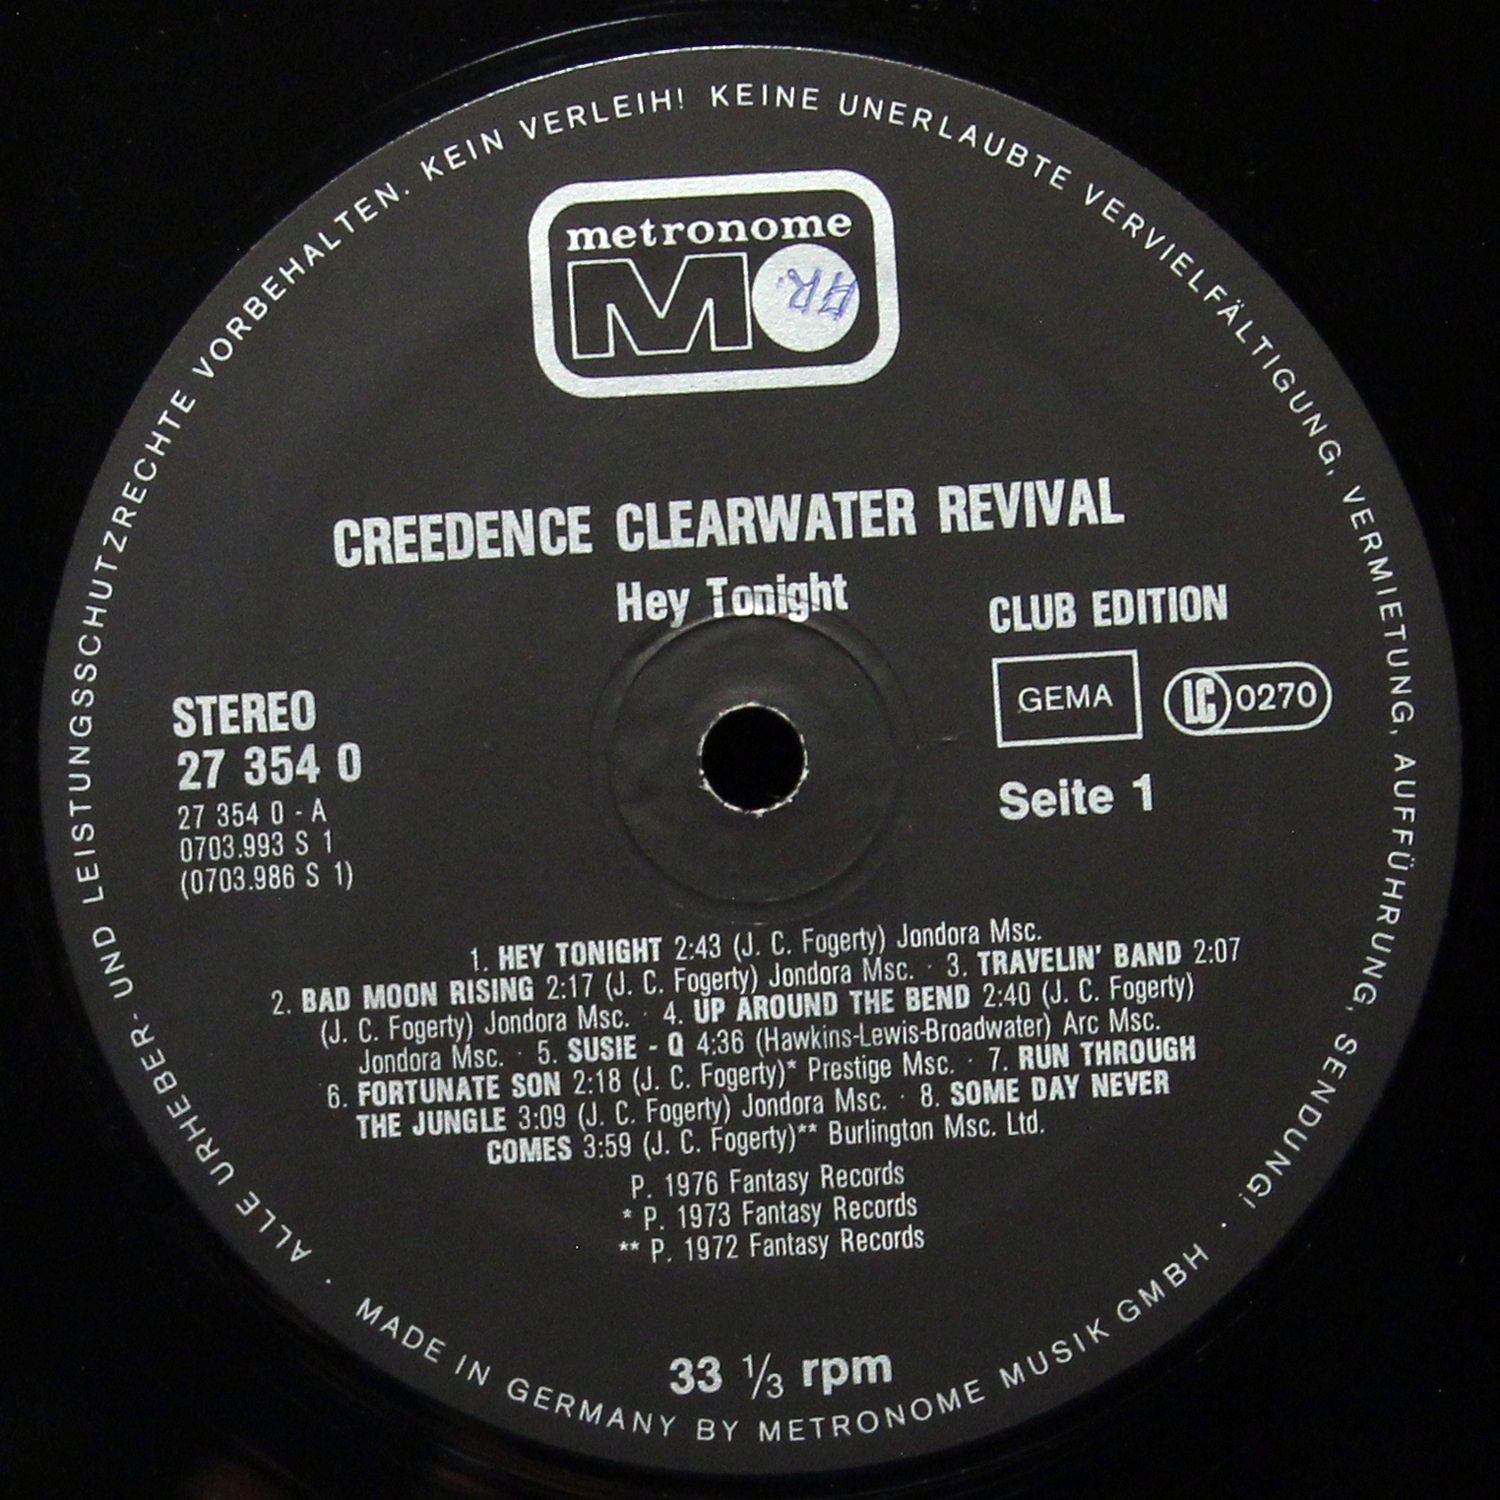 ALLE URHEBER- UND LEISTUNGSSCHUTZRECHTE VORBEHALTEN. KEIN VERLEIH! KEINE UNERLAUBTE VERVIELFÄLTIGUNG, VERMIETUNG, AUFFÜHRUNG, SENDUNG!
metronome
M
AR.
CREEDENCE CLEARWATER REVIVAL
Hey Tonight
CLUB EDITION
GEMA
LC 0270
Seite 1
STEREO
27 354 0
27 354 0 - A
0703.993 S 1
(0703.986 S 1)
1. HEY TONIGHT 2:43 (J. C. Fogerty) Jondora Msc.
2. BAD MOON RISING 2:17 (J. C. Fogerty) Jondora Msc. · 3. TRAVELIN' BAND 2:07
(J. C. Fogerty) Jondora Msc. · 4. UP AROUND THE BEND 2:40 (J. C. Fogerty)
Jondora Msc. · 5. SUSIE - Q 4:36 (Hawkins-Lewis-Broadwater) Arc Msc.
6. FORTUNATE SON 2:18 (J. C. Fogerty)* Prestige Msc. · 7. RUN THROUGH
THE JUNGLE 3:09 (J. C. Fogerty) Jondora Msc. · 8. SOME DAY NEVER
COMES 3:59 (J. C. Fogerty)** Burlington Msc. Ltd.
P. 1976 Fantasy Records
* P. 1973 Fantasy Records
** P. 1972 Fantasy Records
33 1/3 rpm
· MADE IN GERMANY BY METRONOME MUSIK GMBH ·